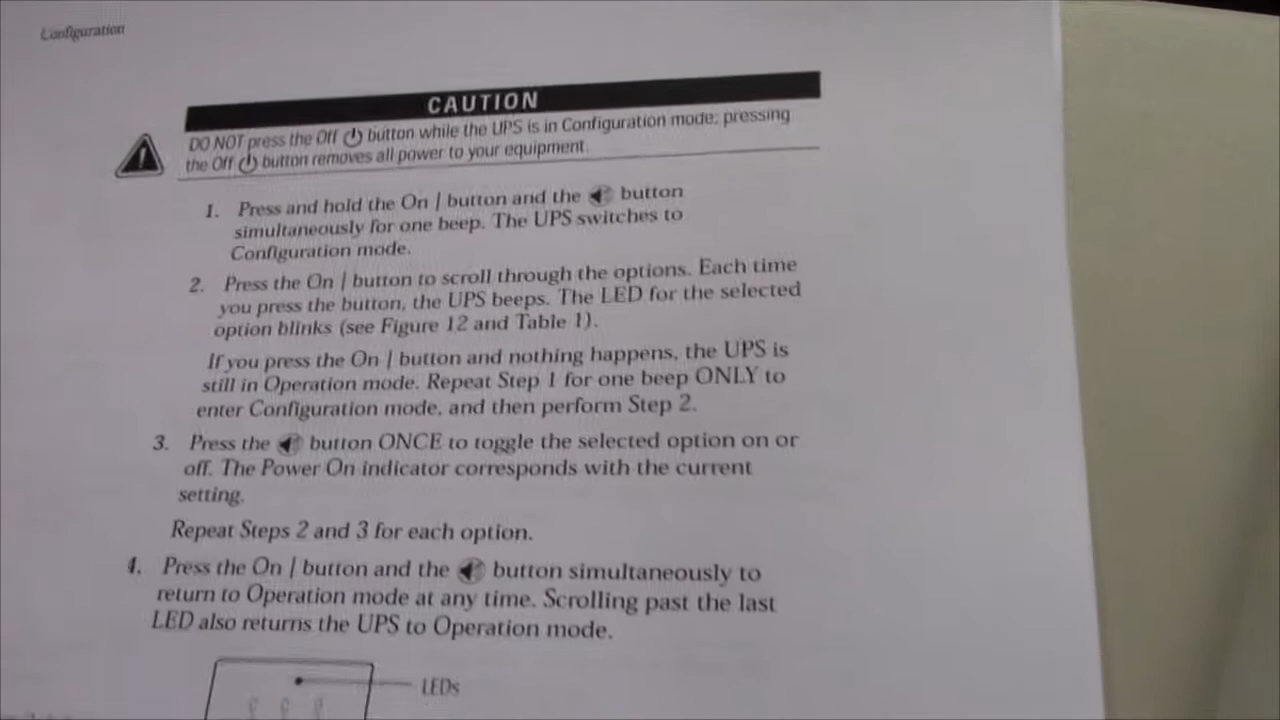 Configuration
CAUTION
DO NOT press the Off button while the UPS is in Configuration mode; pressing
the Off button removes all power to your equipment.
1. Press and hold the On | button and the button
simultaneously for one beep. The UPS switches to
Configuration mode.
2. Press the On | button to scroll through the options. Each time
you press the button, the UPS beeps. The LED for the selected
option blinks (see Figure 12 and Table 1).
If you press the On | button and nothing happens, the UPS is
still in Operation mode. Repeat Step 1 for one beep ONLY to
enter Configuration mode, and then perform Step 2.
3. Press the button ONCE to toggle the selected option on or
off. The Power On indicator corresponds with the current
setting.
Repeat Steps 2 and 3 for each option.
4. Press the On | button and the button simultaneously to
return to Operation mode at any time. Scrolling past the last
LED also returns the UPS to Operation mode.
LEDs